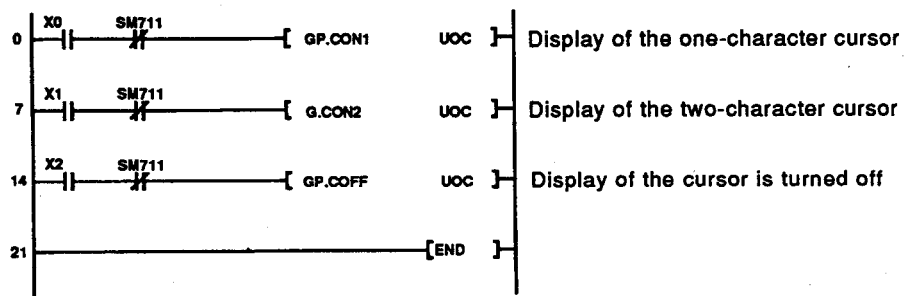 X0 SM711
0 GP.CON1 UOC Display of the one-character cursor
X1 SM711
7 G.CON2 UOC Display of the two-character cursor
X2 SM711
14 GP.COFF UOC Display of the cursor is turned off
21 END